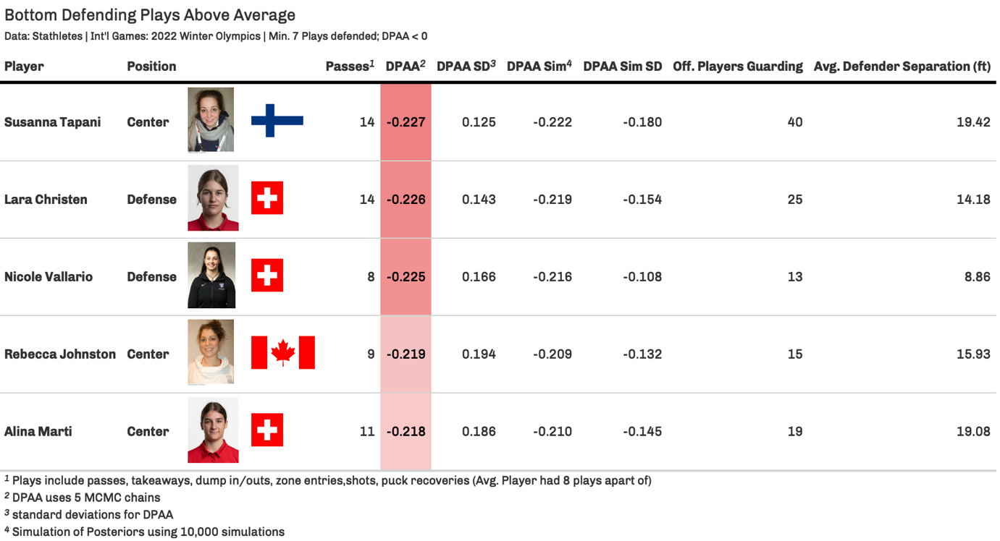 Bottom Defending Plays Above Average
Data: Stathletes | Int'l Games: 2022 Winter Olympics | Min. 7 Plays defended; DPAA < 0
Player Position Passes1 DPAA2 DPAA SD3 DPAA Sim4 DPAA Sim SD Off. Players Guarding Avg. Defender Separation (ft)
Susanna Tapani Center 14 -0.227 0.125 -0.222 -0.180 40 19.42
Lara Christen Defense 14 -0.226 0.143 -0.219 -0.154 25 14.18
Nicole Vallario Defense 8 -0.225 0.166 -0.216 -0.108 13 8.86
Rebecca Johnston Center 9 -0.219 0.194 -0.209 -0.132 15 15.93
Alina Marti Center 11 -0.218 0.186 -0.210 -0.145 19 19.08
1 Plays include passes, takeaways, dump in/outs, zone entries,shots, puck recoveries (Avg. Player had 8 plays apart of)
2 DPAA uses 5 MCMC chains
3 standard deviations for DPAA
4 Simulation of Posteriors using 10,000 simulations